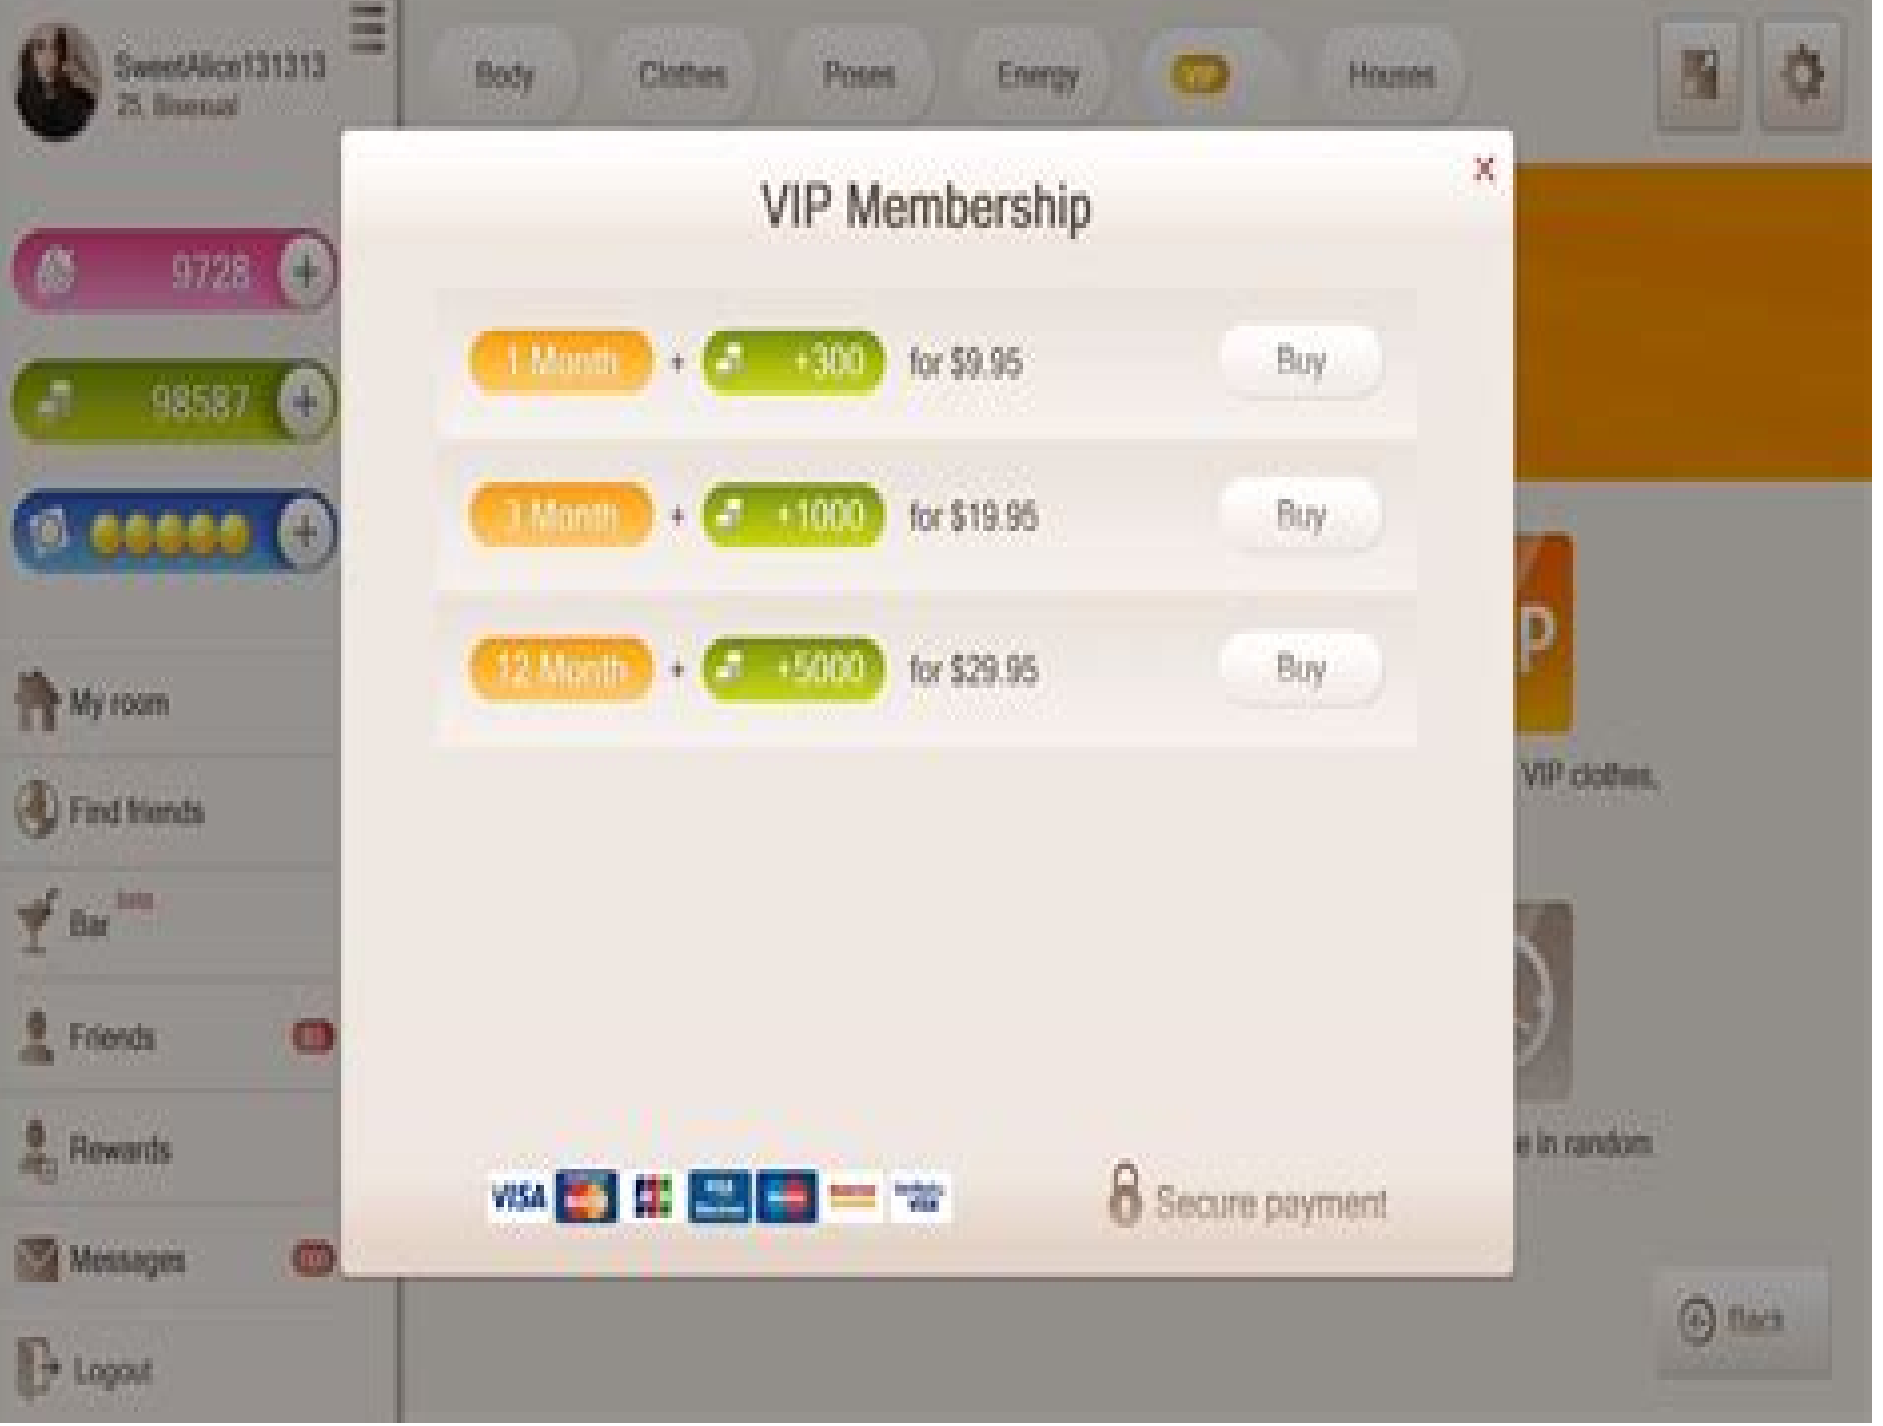 SweetAlice131313
25, Bisexual
Body
Clothes
Poses
Energy
VIP
Houses
9728
98587
My room
Find friends
Bar beta
Friends
Rewards
Messages
Logout
VIP Membership
X
1 Month + +300 for $9.95 Buy
3 Month + +1000 for $19.95 Buy
12 Month + +5000 for $29.95 Buy
VISA
VISA
Secure payment
P
VIP clothes,
e in random
Back